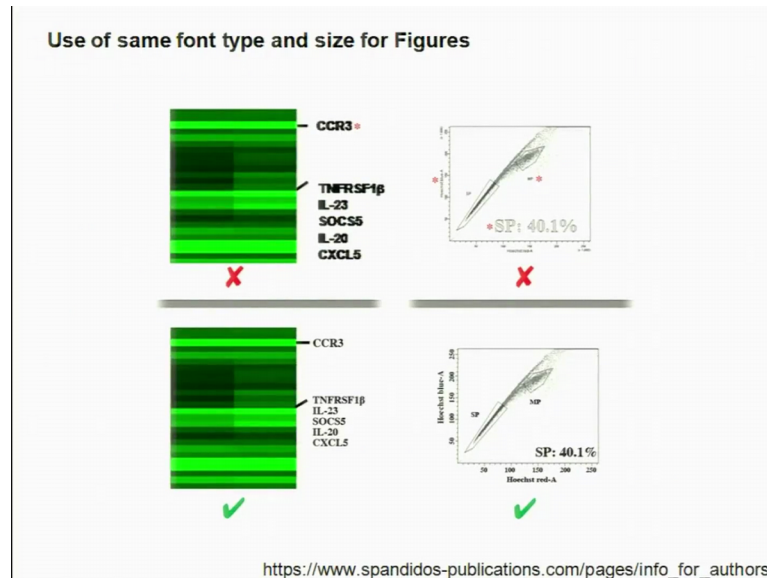 Use of same font type and size for Figures
CCR3*
TNFRSF1β
IL-23
SOCS5
IL-20
CXCL5
*
*
*SP: 40.1%
CCR3
TNFRSF1β
IL-23
SOCS5
IL-20
CXCL5
Hoechst blue-A
250
200
150
100
50
SP
MP
SP: 40.1%
50 100 150 200 250
Hoechst red-A
https://www.spandidos-publications.com/pages/info_for_authors